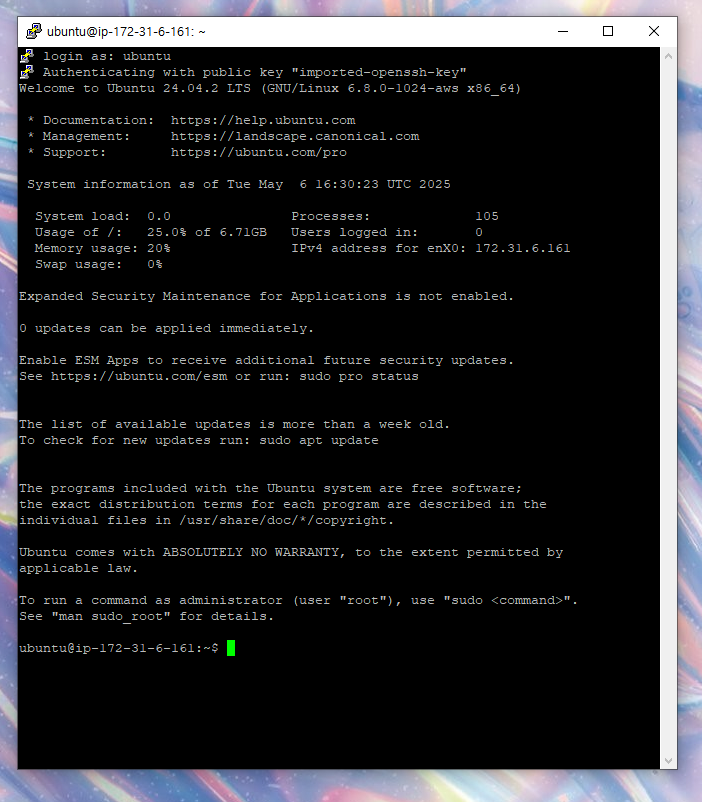 ubuntu@ip-172-31-6-161: ~
login as: ubuntu
Authenticating with public key "imported-openssh-key"
Welcome to Ubuntu 24.04.2 LTS (GNU/Linux 6.8.0-1024-aws x86_64)

 * Documentation:  https://help.ubuntu.com
 * Management:     https://landscape.canonical.com
 * Support:        https://ubuntu.com/pro

 System information as of Tue May  6 16:30:23 UTC 2025

  System load:  0.0               Processes:             105
  Usage of /:   25.0% of 6.71GB   Users logged in:       0
  Memory usage: 20%               IPv4 address for enX0: 172.31.6.161
  Swap usage:   0%

Expanded Security Maintenance for Applications is not enabled.

0 updates can be applied immediately.

Enable ESM Apps to receive additional future security updates.
See https://ubuntu.com/esm or run: sudo pro status


The list of available updates is more than a week old.
To check for new updates run: sudo apt update


The programs included with the Ubuntu system are free software;
the exact distribution terms for each program are described in the
individual files in /usr/share/doc/*/copyright.

Ubuntu comes with ABSOLUTELY NO WARRANTY, to the extent permitted by
applicable law.

To run a command as administrator (user "root"), use "sudo <command>".
See "man sudo_root" for details.

ubuntu@ip-172-31-6-161:~$